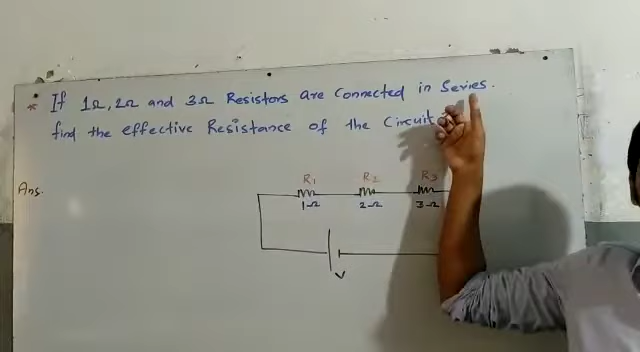 * If 1Ω, 2Ω and 3Ω Resistors are Connected in Series.
find the effective Resistance of the Circuit
Ans.
R1 R2 R3
1Ω 2Ω 3Ω
V